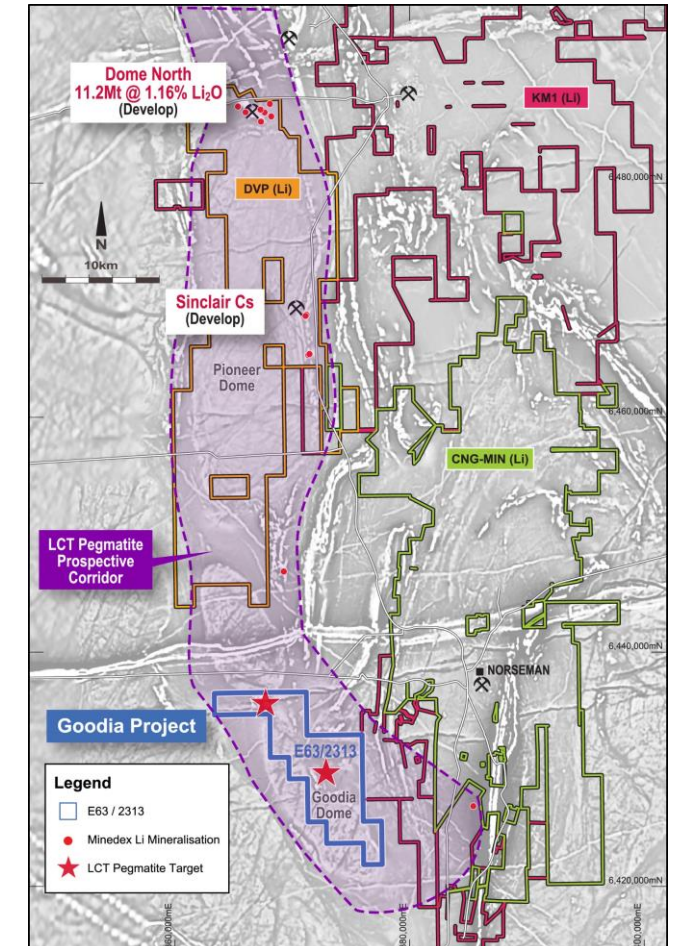 Dome North
11.2Mt @ 1.16% Li₂O
(Develop)
KM1 (Li)
6,480,000mN
DVP (Li)
N
10km
Sinclair Cs
(Develop)
Pioneer
Dome
6,460,000mN
CNG-MIN (Li)
LCT Pegmatite
Prospective
Corridor
6,440,000mN
NORSEMAN
Goodia Project
E63/2313
Goodia
Dome
Legend
E63 / 2313
Minedex Li Mineralisation
LCT Pegmatite Target
6,420,000mN